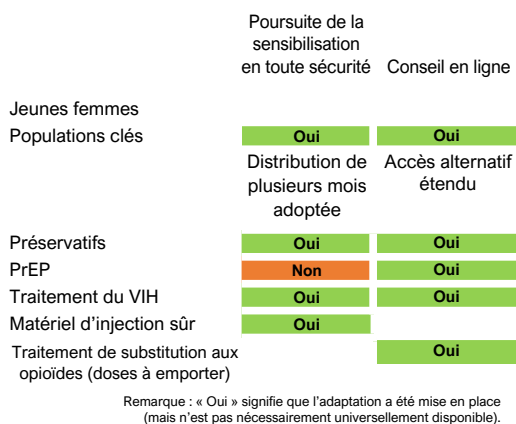 Poursuite de la
sensibilisation
en toute sécurité
Conseil en ligne
Jeunes femmes
Populations clés
Oui
Oui
Distribution de
plusieurs mois
adoptée
Accès alternatif
étendu
Préservatifs
Oui
Oui
PrEP
Non
Oui
Traitement du VIH
Oui
Oui
Matériel d'injection sûr
Oui
Traitement de substitution aux
opioïdes (doses à emporter)
Oui
Remarque : « Oui » signifie que l'adaptation a été mise en place
(mais n'est pas nécessairement universellement disponible).